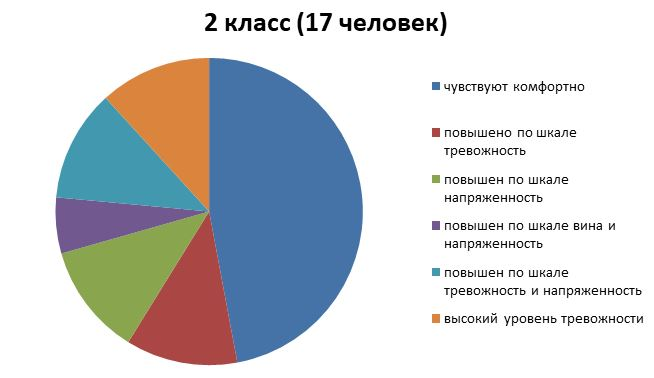 2 класс (17 человек)
чувствуют комфортно
повышено по шкале
тревожность
повышен по шкале
напряженность
повышен по шкале вина и
напряженность
повышен по шкале
тревожность и напряженность
высокий уровень тревожности